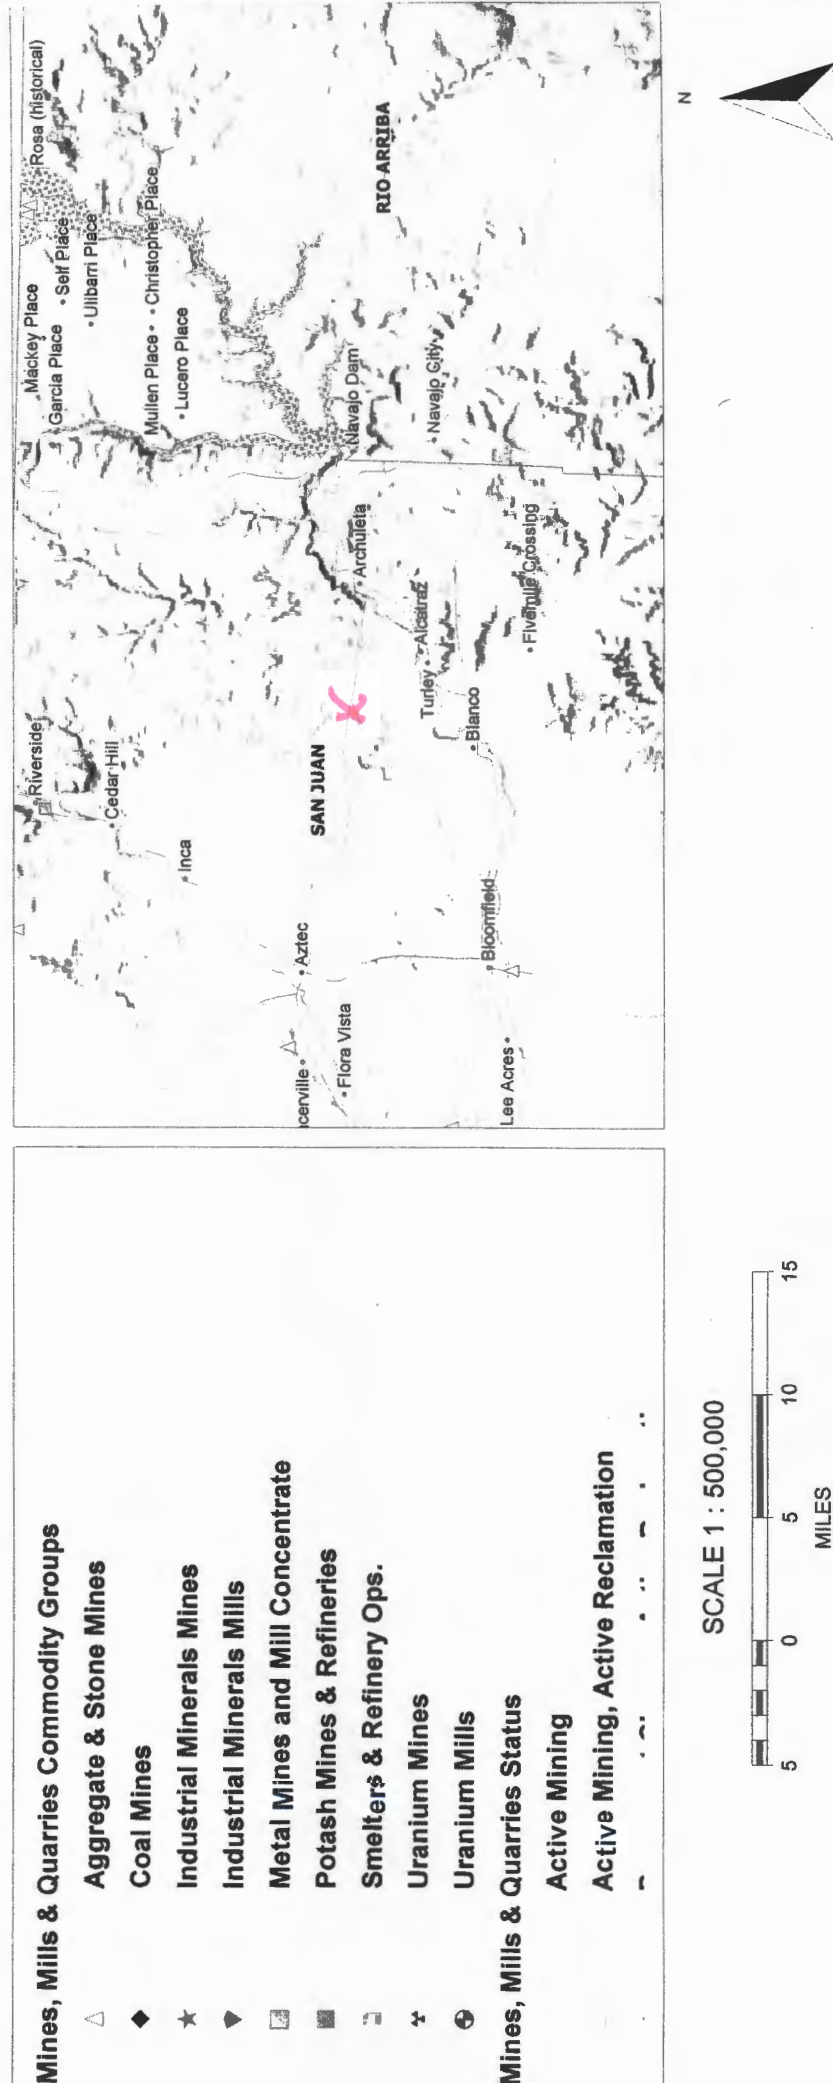 Mines, Mills & Quarries Commodity Groups
Aggregate & Stone Mines
Coal Mines
Industrial Minerals Mines
Industrial Minerals Mills
Metal Mines and Mill Concentrate
Potash Mines & Refineries
Smelters & Refinery Ops.
Uranium Mines
Uranium Mills
Mines, Mills & Quarries Status
Active Mining
Active Mining, Active Reclamation
Riverside
Cedar Hill
Inca
Mackey Place
Garcia Place
Self Place
Ulibarri Place
Rosa (historical)
Mullen Place
Christopher Place
Lucero Place
SAN JUAN
X
Aztec
icerville
Flora Vista
Navajo Dam
RIO ARRIBA
Archuleta
Navajo City
Turley
Alcatraz
Blanco
Bloomfield
Lee Acres
Fivemile Crossing
N
SCALE 1 : 500,000
5 0 5 10 15
MILES